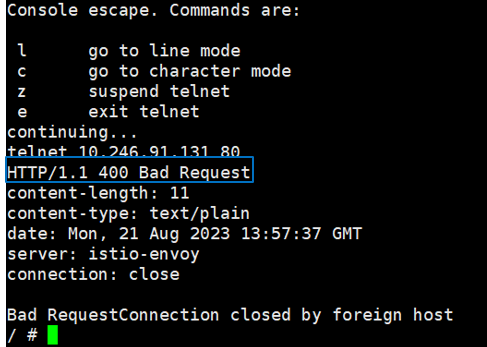 Console escape. Commands are:
l go to line mode
c go to character mode
z suspend telnet
e exit telnet
continuing...
telnet 10.246.91.131 80
HTTP/1.1 400 Bad Request
content-length: 11
content-type: text/plain
date: Mon, 21 Aug 2023 13:57:37 GMT
server: istio-envoy
connection: close
Bad RequestConnection closed by foreign host
/ #